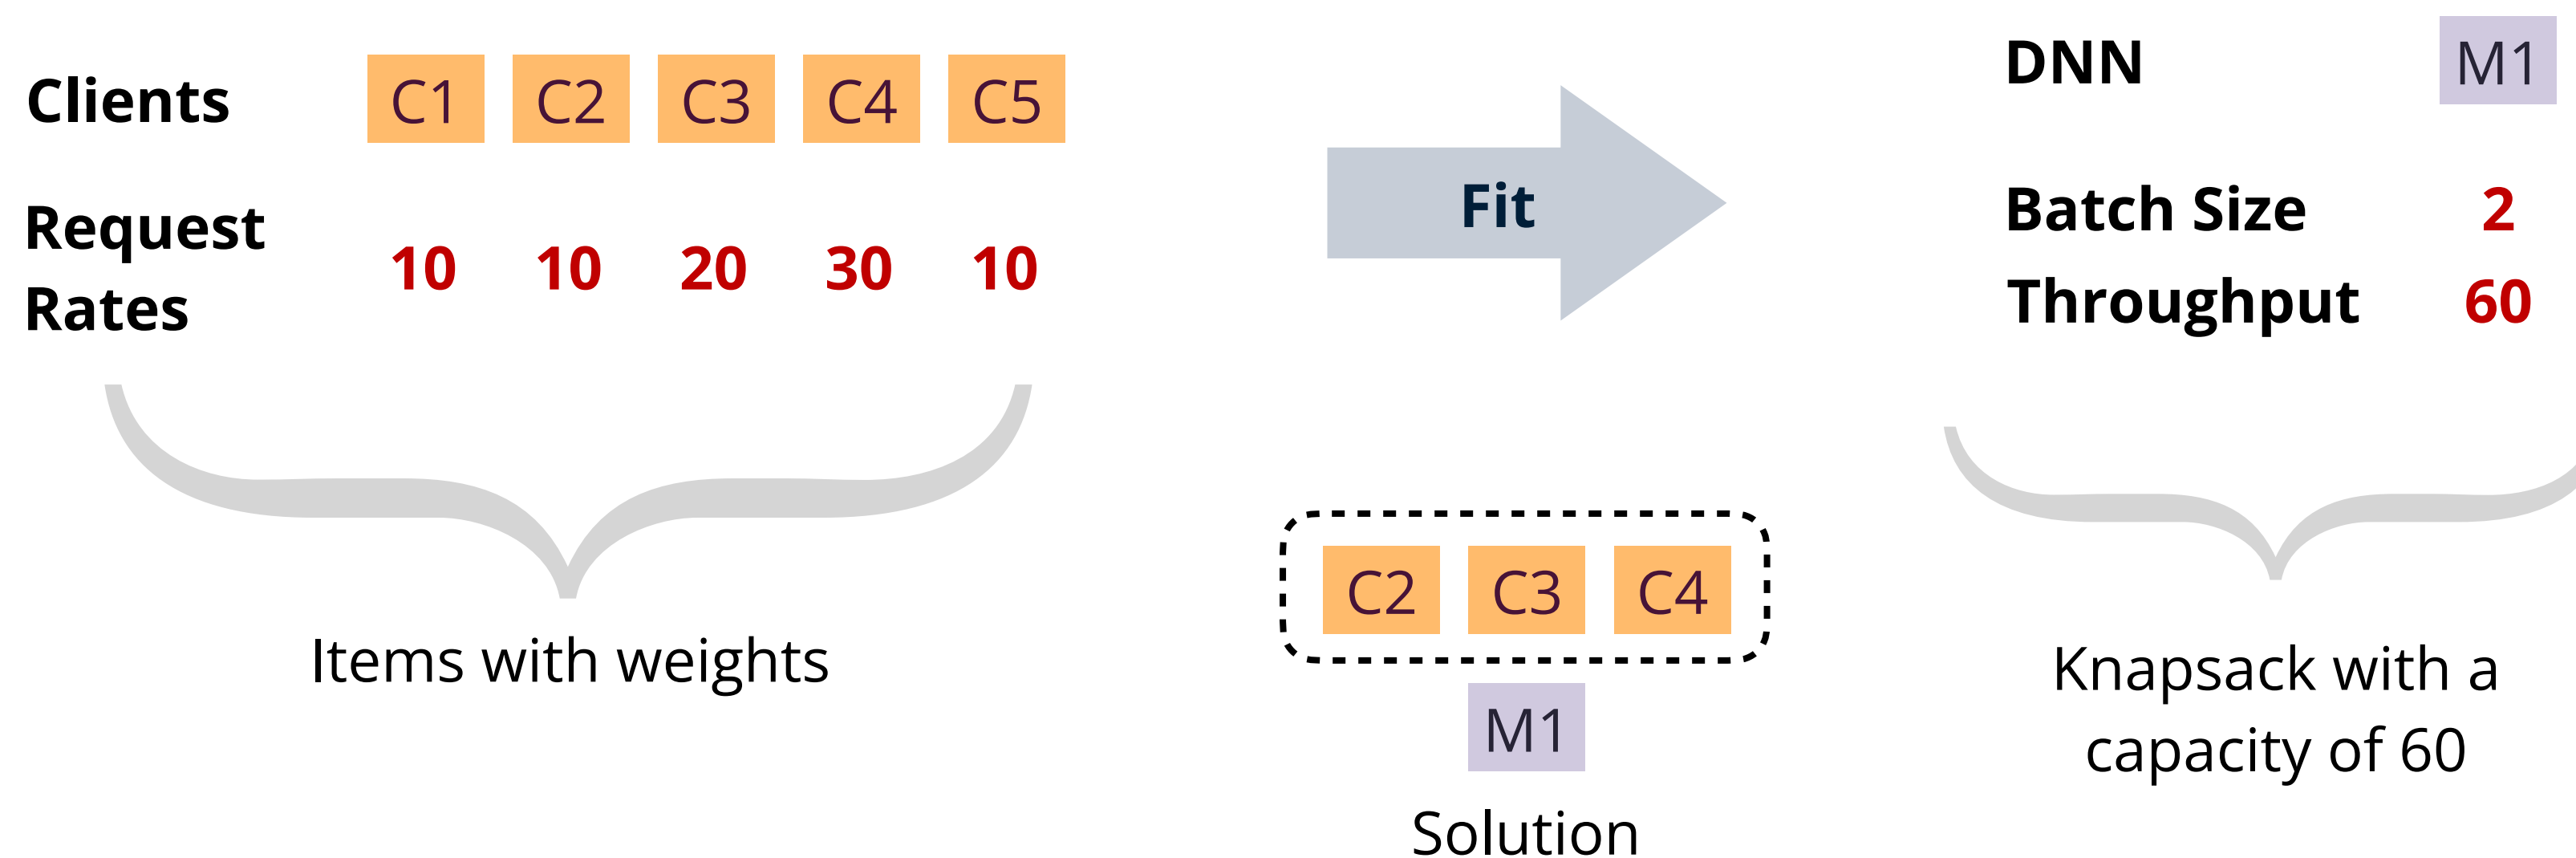 Clients C1 C2 C3 C4 C5
Request
Rates
10 10 20 30 10
Items with weights
Fit
DNN M1
Batch Size 2
Throughput 60
Knapsack with a
capacity of 60
C2 C3 C4
M1
Solution